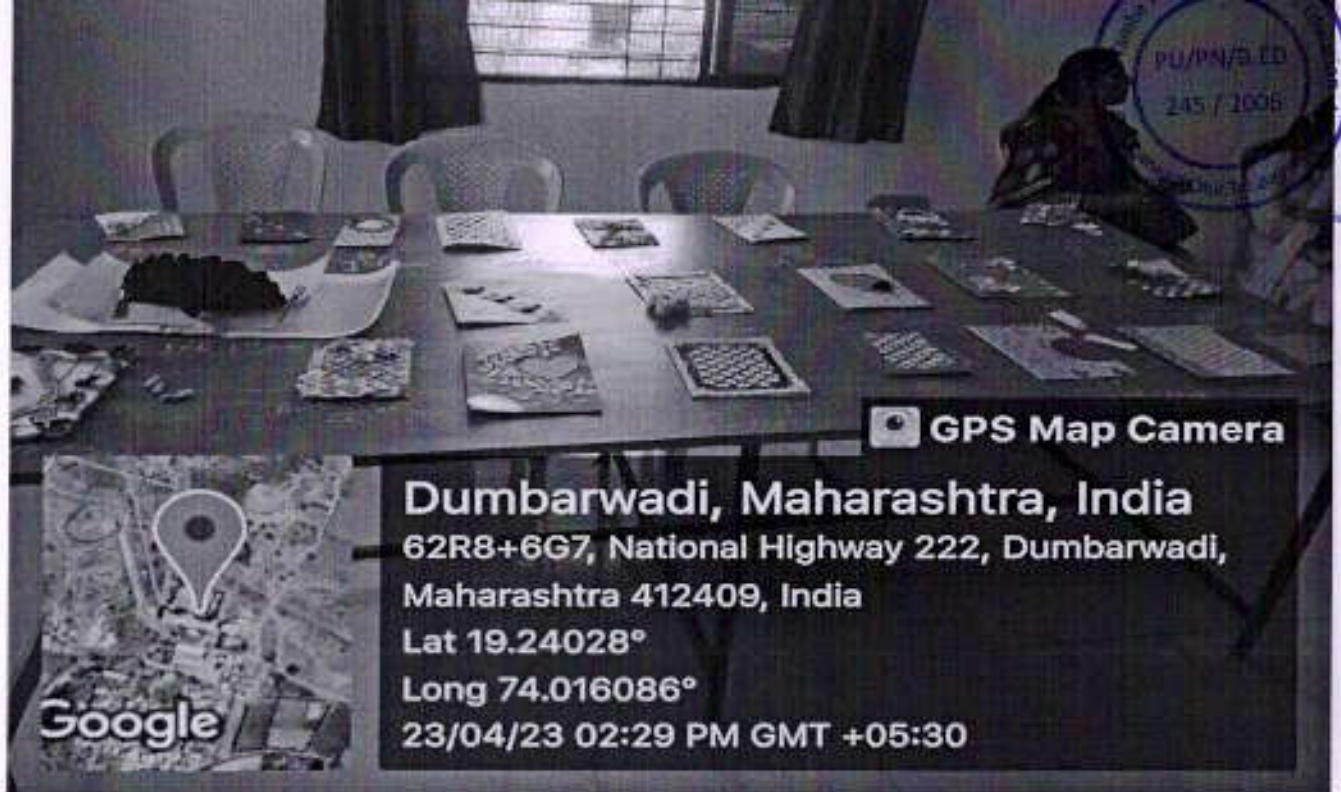 PU/PN/B.ED
245 / 2006
GPS Map Camera
Dumbarwadi, Maharashtra, India
62R8+6G7, National Highway 222, Dumbarwadi,
Maharashtra 412409, India
Lat 19.24028°
Long 74.016086°
23/04/23 02:29 PM GMT +05:30
Google